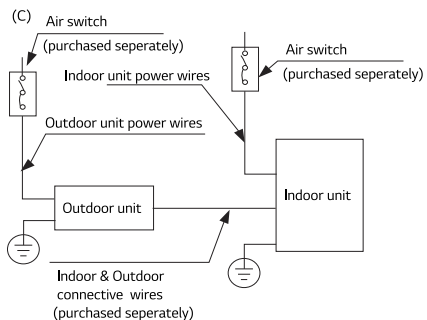 (C)
Air switch
(purchased seperately)
Air switch
(purchased seperately)
Indoor unit power wires
Outdoor unit power wires
Outdoor unit
Indoor unit
Indoor & Outdoor
connective wires
(purchased seperately)